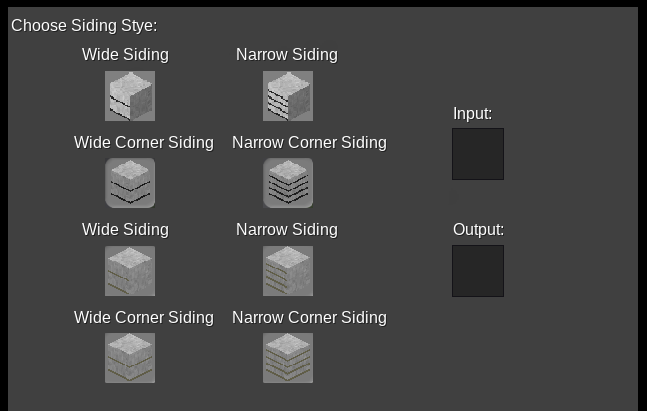 Choose Siding Stye:
Wide Siding Narrow Siding
Input:
Wide Corner Siding Narrow Corner Siding
Wide Siding Narrow Siding
Output:
Wide Corner Siding Narrow Corner Siding